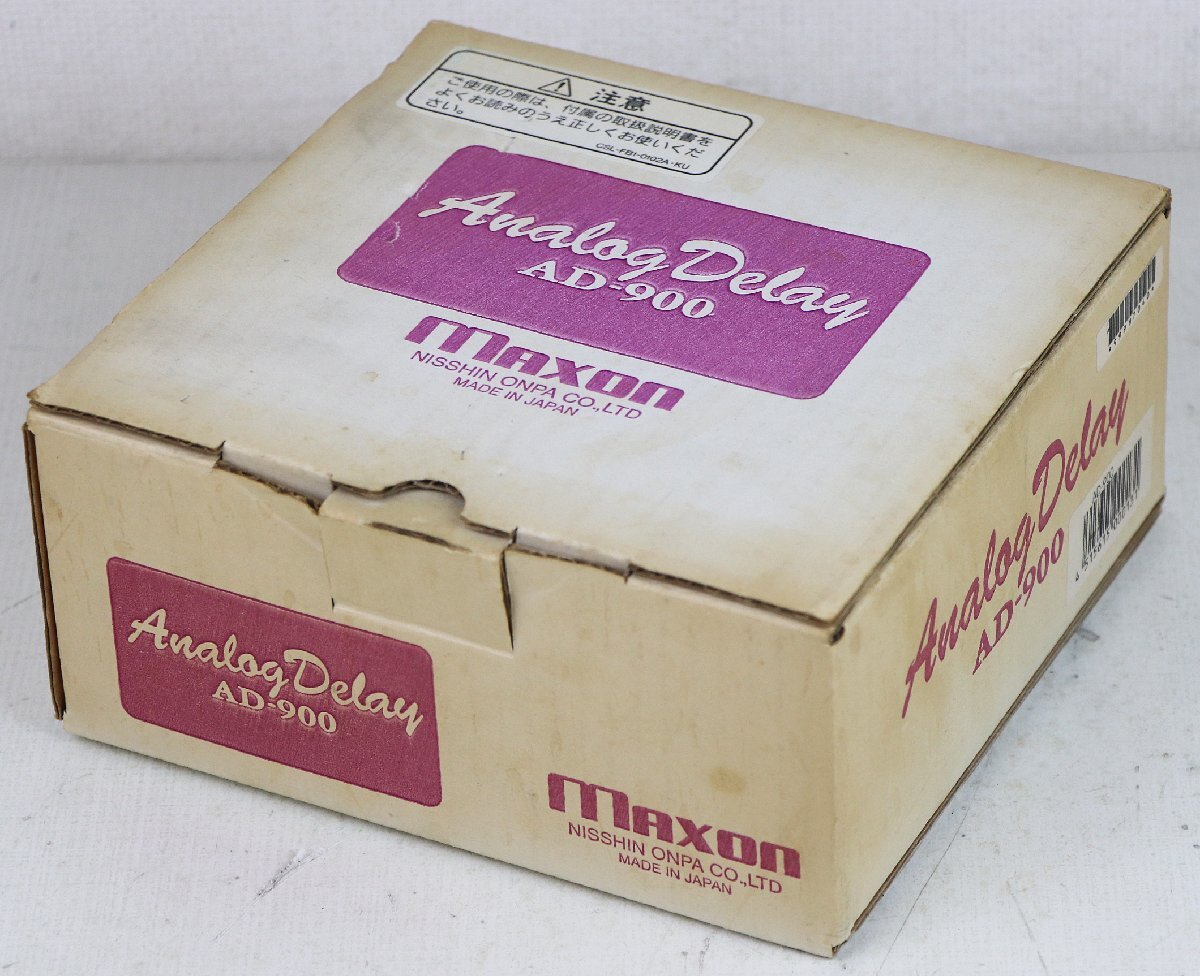 注意
ご使用の際は、付属の取扱説明書を
よくお読みのうえ正しくお使いくだ
さい。
CSL-FB1-0102A-KU
Analog Delay
AD-900
maxon
NISSHIN ONPA CO.,LTD
MADE IN JAPAN
Analog Delay
AD-900
maxon
NISSHIN ONPA CO.,LTD
MADE IN JAPAN
Analog Delay
AD-900